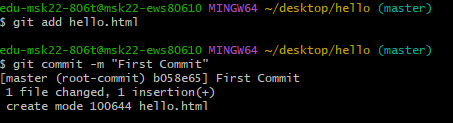 edu-msk22-806t@msk22-ews80610 MINGW64 ~/desktop/hello (master)
$ git add hello.html
edu-msk22-806t@msk22-ews80610 MINGW64 ~/desktop/hello (master)
$ git commit -m "First Commit"
[master (root-commit) b058e65] First Commit
1 file changed, 1 insertion(+)
create mode 100644 hello.html